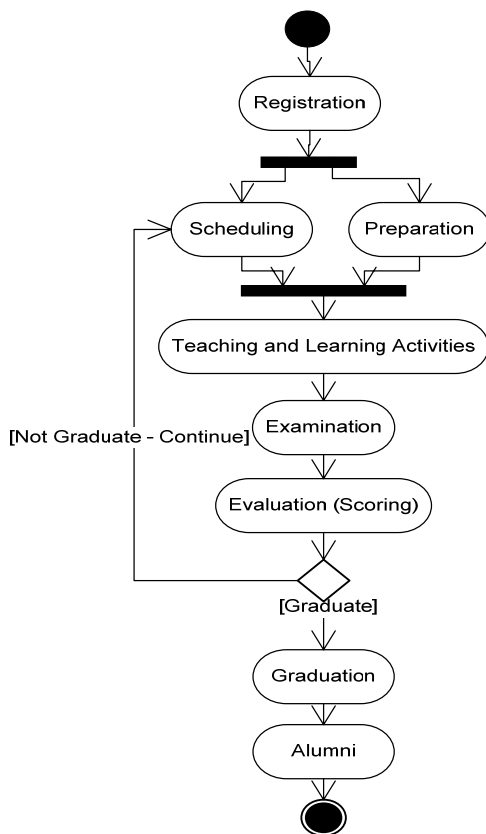 Registration
Scheduling
Preparation
Teaching and Learning Activities
[Not Graduate - Continue]
Examination
Evaluation (Scoring)
[Graduate]
Graduation
Alumni